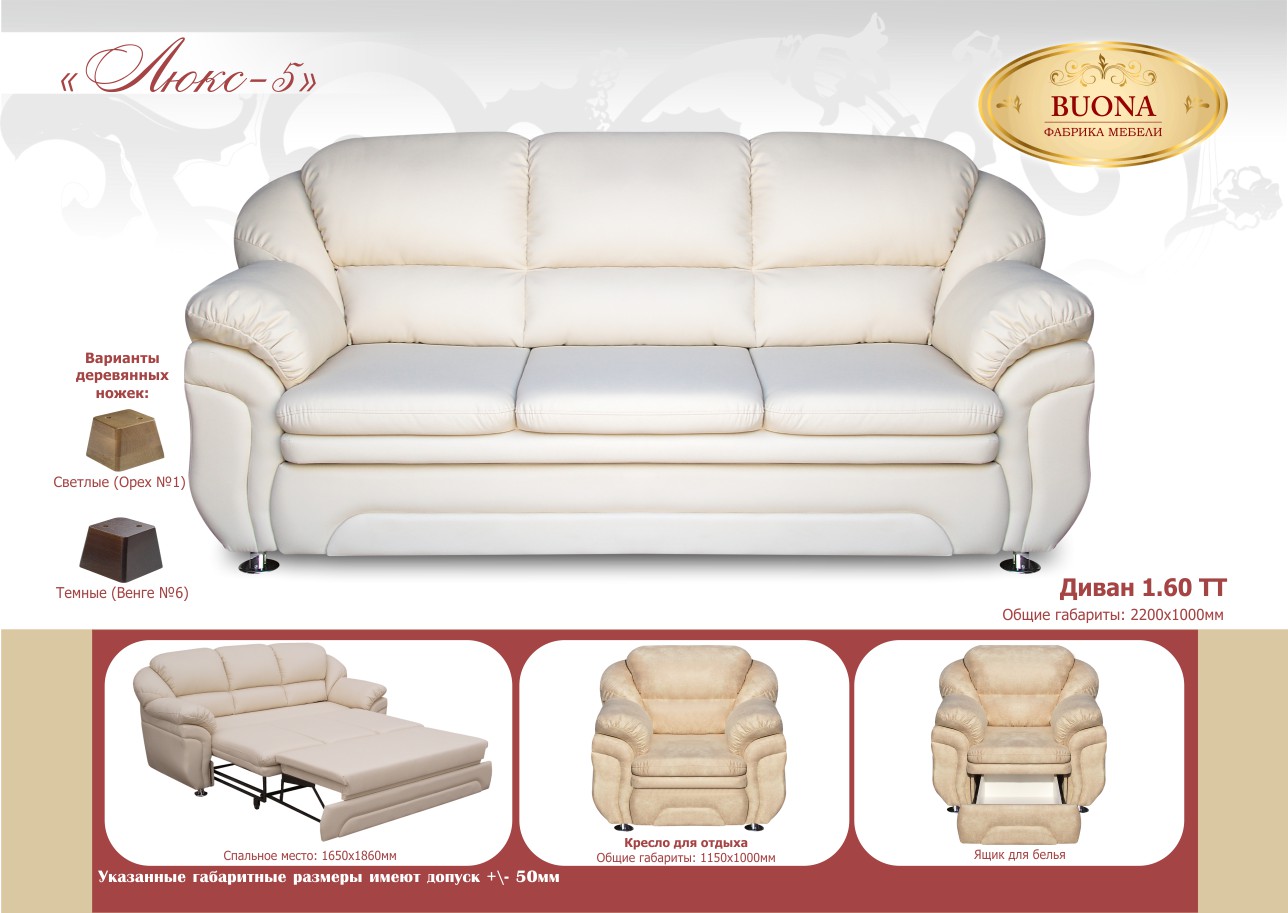 «Люкс-5»
BUONA
ФАБРИКА МЕБЕЛИ
Варианты
деревянных
ножек:
Светлые (Орех №1)
Темные (Венге №6)
Диван 1.60 ТТ
Общие габариты: 2200х1000мм
Спальное место: 1650х1860мм
Кресло для отдыха
Общие габариты: 1150х1000мм
Ящик для белья
Указанные габаритные размеры имеют допуск +\- 50мм